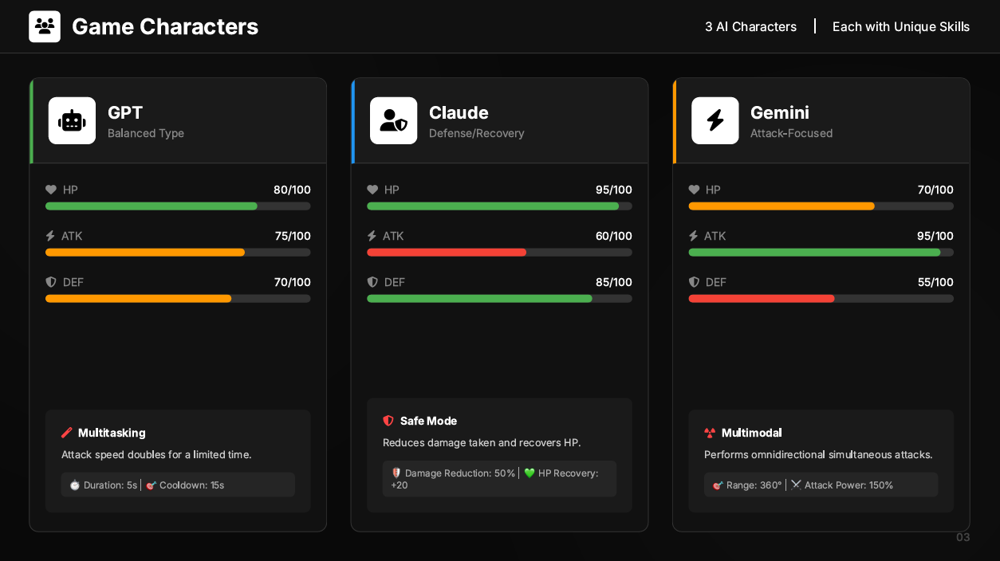 Game Characters
3 AI Characters | Each with Unique Skills
GPT
Balanced Type
HP 80/100
ATK 75/100
DEF 70/100
Multitasking
Attack speed doubles for a limited time.
⏱️ Duration: 5s | 🎯 Cooldown: 15s
Claude
Defense/Recovery
HP 95/100
ATK 60/100
DEF 85/100
Safe Mode
Reduces damage taken and recovers HP.
🛡️ Damage Reduction: 50% | 💚 HP Recovery:
+20
Gemini
Attack-Focused
HP 70/100
ATK 95/100
DEF 55/100
Multimodal
Performs omnidirectional simultaneous attacks.
🎯 Range: 360° | ⚔️ Attack Power: 150%
03